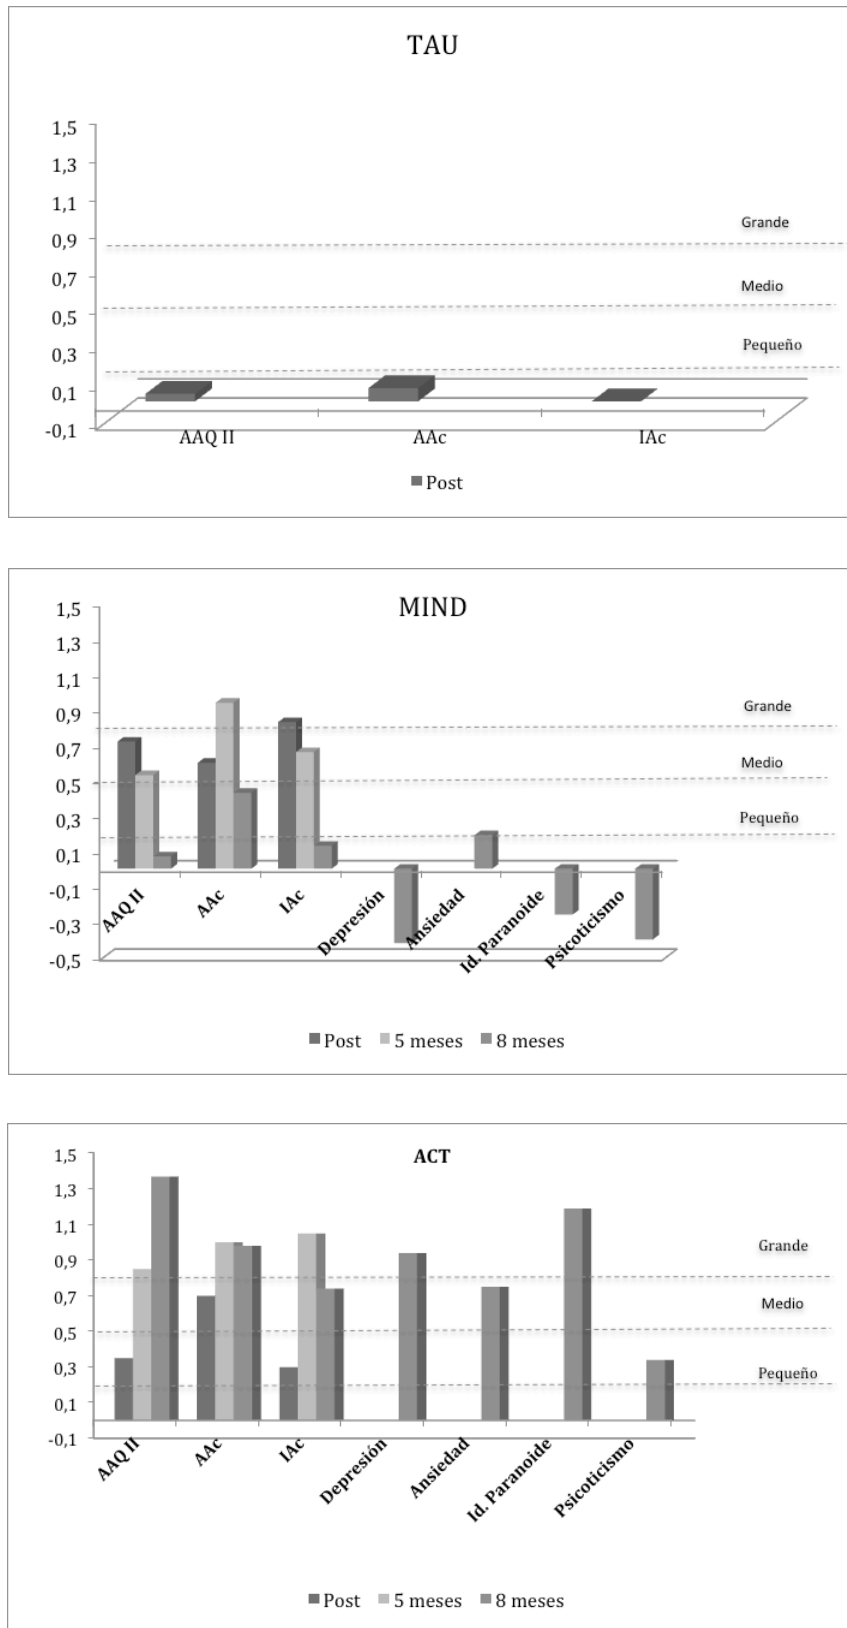 TAU
1,5
1,3
1,1
Grande
0,9
0,7
Medio
0,5
Pequeño
0,3
0,1
-0,1
AAQ II AAc IAc
Post
MIND
1,5
1,3
1,1
0,9
Grande
0,7
Medio
0,5
0,3
Pequeño
0,1
-0,1
-0,3
-0,5
AAQ II AAc IAc Depresión Ansiedad Id. Paranoide Psicoticismo
Post 5 meses 8 meses
ACT
1,5
1,3
1,1
Grande
0,9
0,7
Medio
0,5
0,3
Pequeño
0,1
-0,1
AAQ II AAc IAc Depresión Ansiedad Id. Paranoide Psicoticismo
Post 5 meses 8 meses